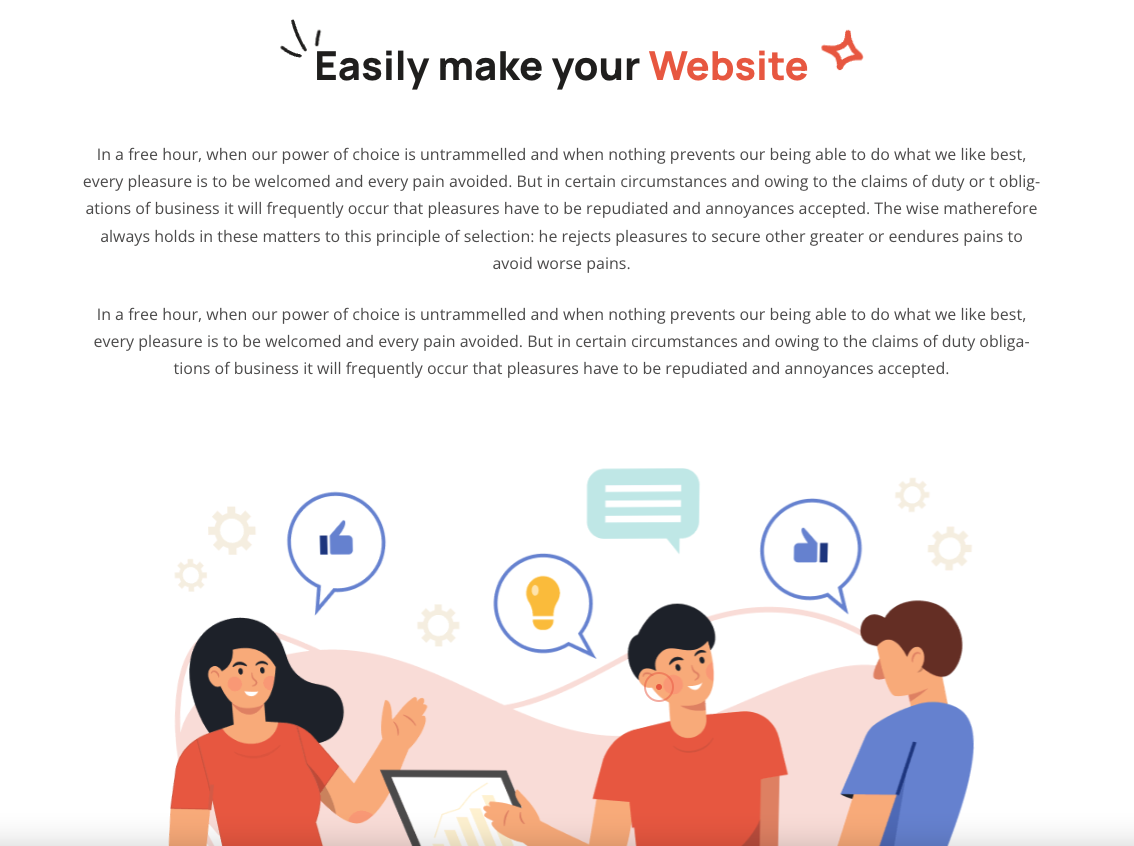 Easily make your Website
In a free hour, when our power of choice is untrammelled and when nothing prevents our being able to do what we like best,
every pleasure is to be welcomed and every pain avoided. But in certain circumstances and owing to the claims of duty or t oblig-
ations of business it will frequently occur that pleasures have to be repudiated and annoyances accepted. The wise matherefore
always holds in these matters to this principle of selection: he rejects pleasures to secure other greater or eendures pains to
avoid worse pains.
In a free hour, when our power of choice is untrammelled and when nothing prevents our being able to do what we like best,
every pleasure is to be welcomed and every pain avoided. But in certain circumstances and owing to the claims of duty obliga-
tions of business it will frequently occur that pleasures have to be repudiated and annoyances accepted.